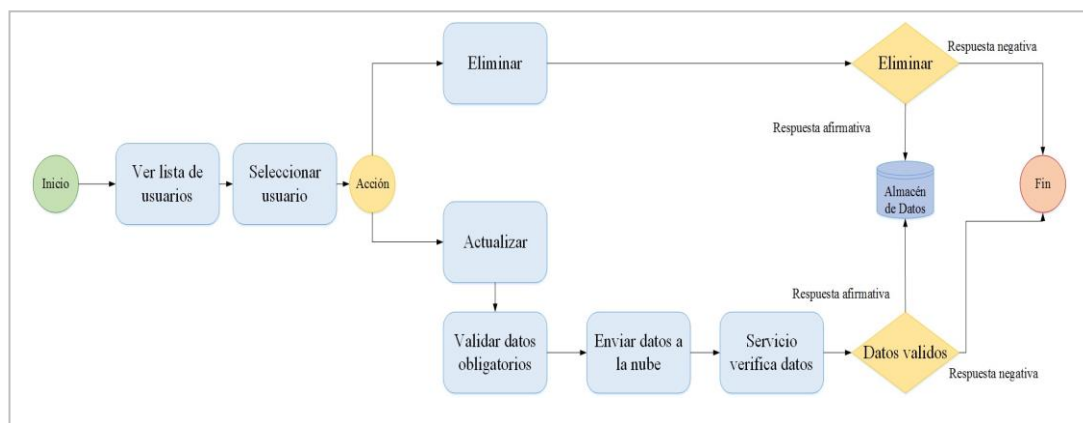 Eliminar
Eliminar
Respuesta negativa
Respuesta afirmativa
Inicio
Ver lista de
usuarios
Seleccionar
usuario
Acción
Almacén
de Datos
Fin
Actualizar
Respuesta afirmativa
Validar datos
obligatorios
Enviar datos a
la nube
Servicio
verifica datos
Datos validos
Respuesta negativa